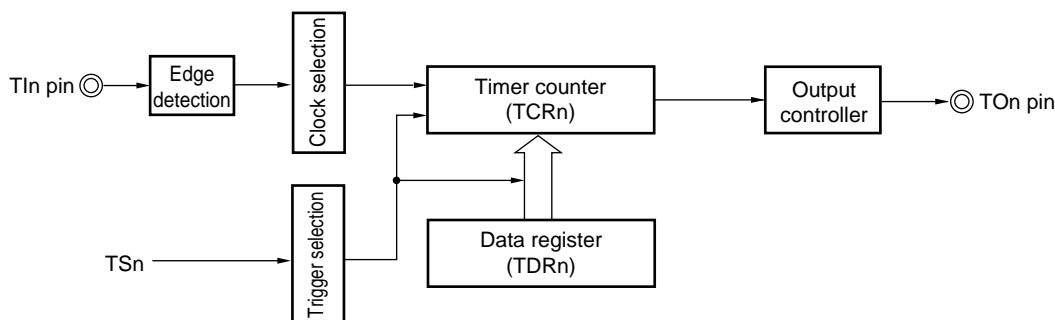 TIn pin
Edge
detection
Clock selection
Timer counter
(TCRn)
Output
controller
TOn pin
TSn
Trigger selection
Data register
(TDRn)